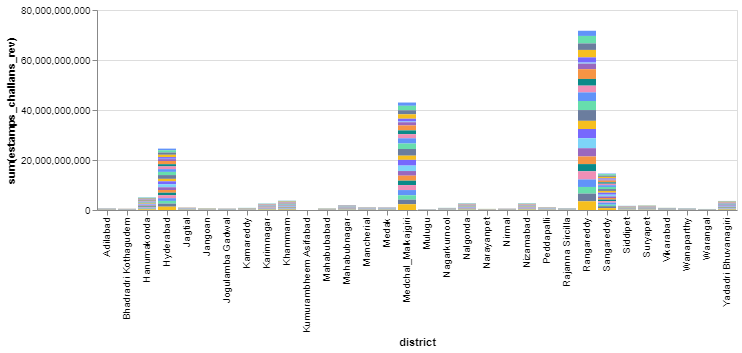 80,000,000,000
60,000,000,000
40,000,000,000
20,000,000,000
0
sum(estamps_challans_rev)
Adilabad
Bhadradri Kothagudem
Hanumakonda
Hyderabad
Jagtial
Jangoan
Jogulamba Gadwal
Kamareddy
Karimnagar
Khammam
Kumurambheem Asifabad
Mahabubabad
Mahabubnagar
Mancherial
Medak
Medchal_Malkajgiri
Mulugu
Nagarkurnool
Nalgonda
Narayanpet
Nirmal
Nizamabad
Peddapalli
Rajanna Sircilla
Rangareddy
Sangareddy
Siddipet
Suryapet
Vikarabad
Wanaparthy
Warangal
Yadadri Bhuvanagiri
district